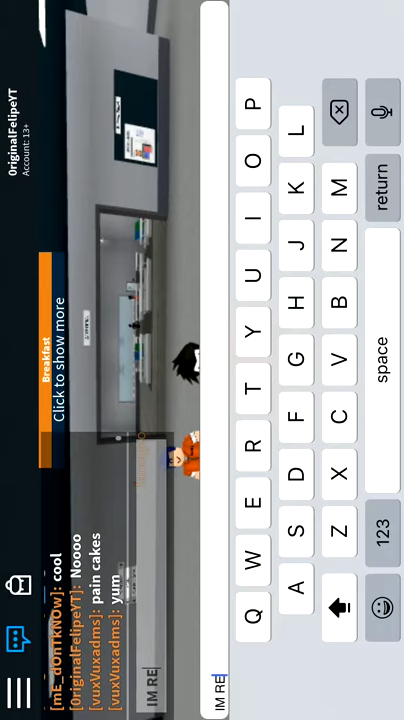 0riginalFelipeYT
Account: 13+
Breakfast
Click to show more
[mE_dOnTkNOw]: cool
[0riginalFelipeYT]: Noooo
[vuxVuxadms]: pain cakes
[vuxVuxadms]: yum
IM RE
IM RE
Q W E R T Y U I O P
A S D F G H J K L
Z X C V B N M
123 space return